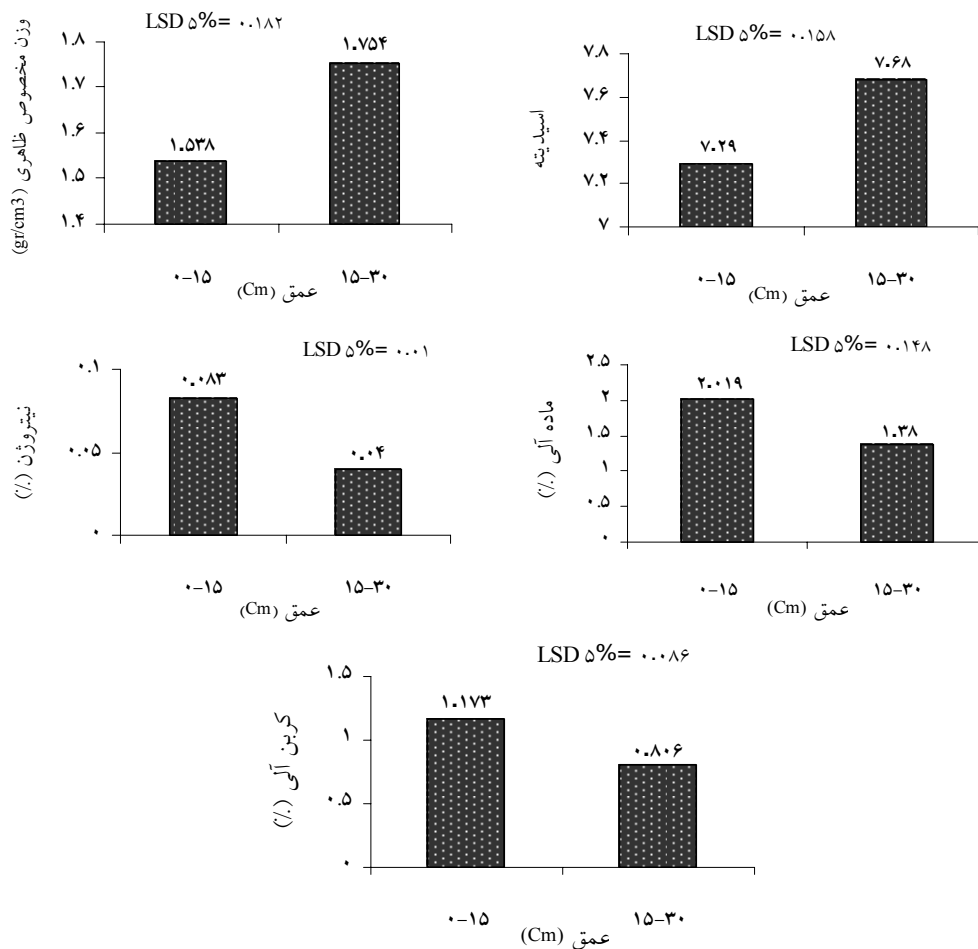 LSD ۵%= ۰.۱۸۲
وزن مخصوص ظاهری (gr/cm3)
۱.۸
۱.۷
۱.۶
۱.۵
۱.۴
۱.۵۳۸
۱.۷۵۴
۰-۱۵
۱۵-۳۰
عمق (Cm)
LSD ۵%= ۰.۱۵۸
اسیدیته
۷.۸
۷.۶
۷.۴
۷.۲
۷
۷.۲۹
۷.۶۸
۰-۱۵
۱۵-۳۰
عمق (Cm)
LSD ۵%= ۰.۰۱
نیتروژن (٪)
۰.۱
۰.۰۵
۰
۰.۰۸۳
۰.۰۴
۰-۱۵
۱۵-۳۰
عمق (Cm)
LSD ۵%= ۰.۱۴۸
ماده آلی (٪)
۲.۵
۲
۱.۵
۱
۰.۵
۰
۲.۰۱۹
۱.۳۸
۰-۱۵
۱۵-۳۰
عمق (Cm)
LSD ۵%= ۰.۰۸۶
کربن آلی (٪)
۱.۵
۱
۰.۵
۰
۱.۱۷۳
۰.۸۰۶
۰-۱۵
۱۵-۳۰
عمق (Cm)